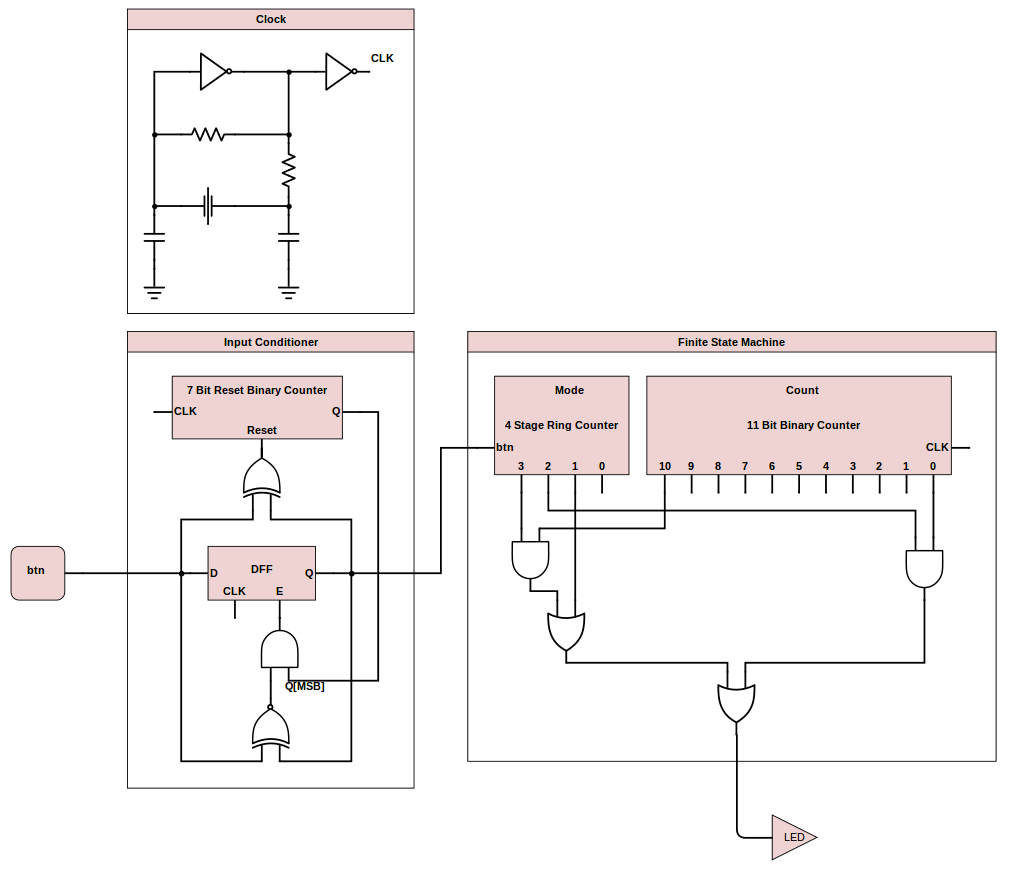 Clock
CLK
Input Conditioner
7 Bit Reset Binary Counter
CLK
Q
Reset
btn
D
DFF
Q
CLK
E
Q[MSB]
Finite State Machine
Mode
4 Stage Ring Counter
btn
3 2 1 0
Count
11 Bit Binary Counter
CLK
10 9 8 7 6 5 4 3 2 1 0
LED